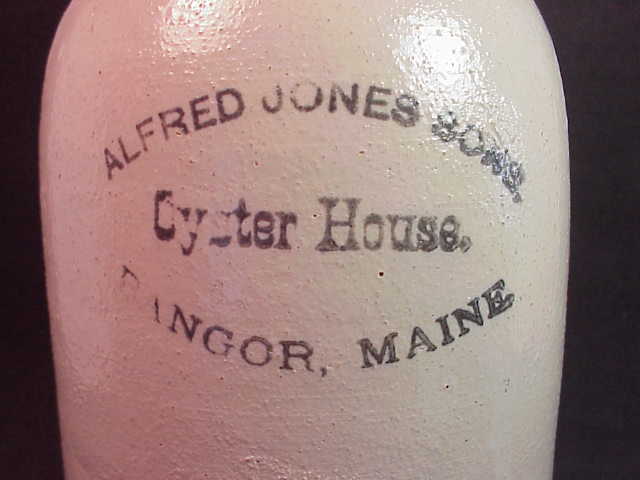 ALFRED JONES SONS,
Oyster House.
BANGOR, MAINE